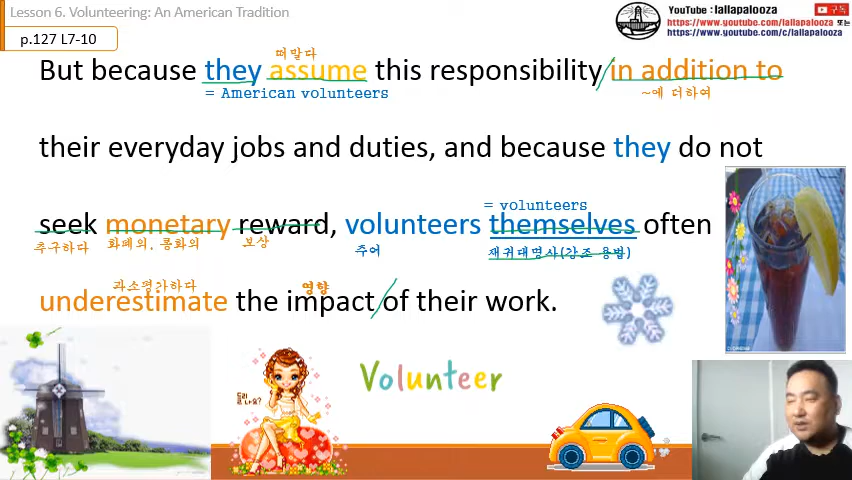 Lesson 6. Volunteering: An American Tradition
YouTube : lallapalooza
구독
https://www.youtube.com/lallapalooza 또는
https://www.youtube.com/c/lallapalooza
p.127 L7-10
떠맡다
But because they assume this responsibility in addition to
= American volunteers
~에 더하여
their everyday jobs and duties, and because they do not
= volunteers
seek monetary reward, volunteers themselves often
추구하다 화폐의, 통화의 보상 주어 재귀대명사(강조 용법)
과소평가하다 영향
underestimate the impact of their work.
Volunteer